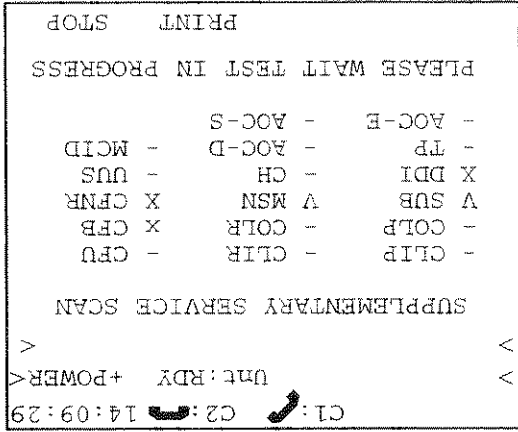 C1: C2: 14:09:29
> Unt:RDY +POWER<
> <
SUPPLEMENTARY SERVICE SCAN
- CLIP - CLIR - CFU
- COLP - COLR X CFB
V SUB V MSN X CFNR
X DDI - CH - UUS
- TP - AOC-D - MCID
- AOC-E - AOC-S
PLEASE WAIT TEST IN PROGRESS
PRINT STOP